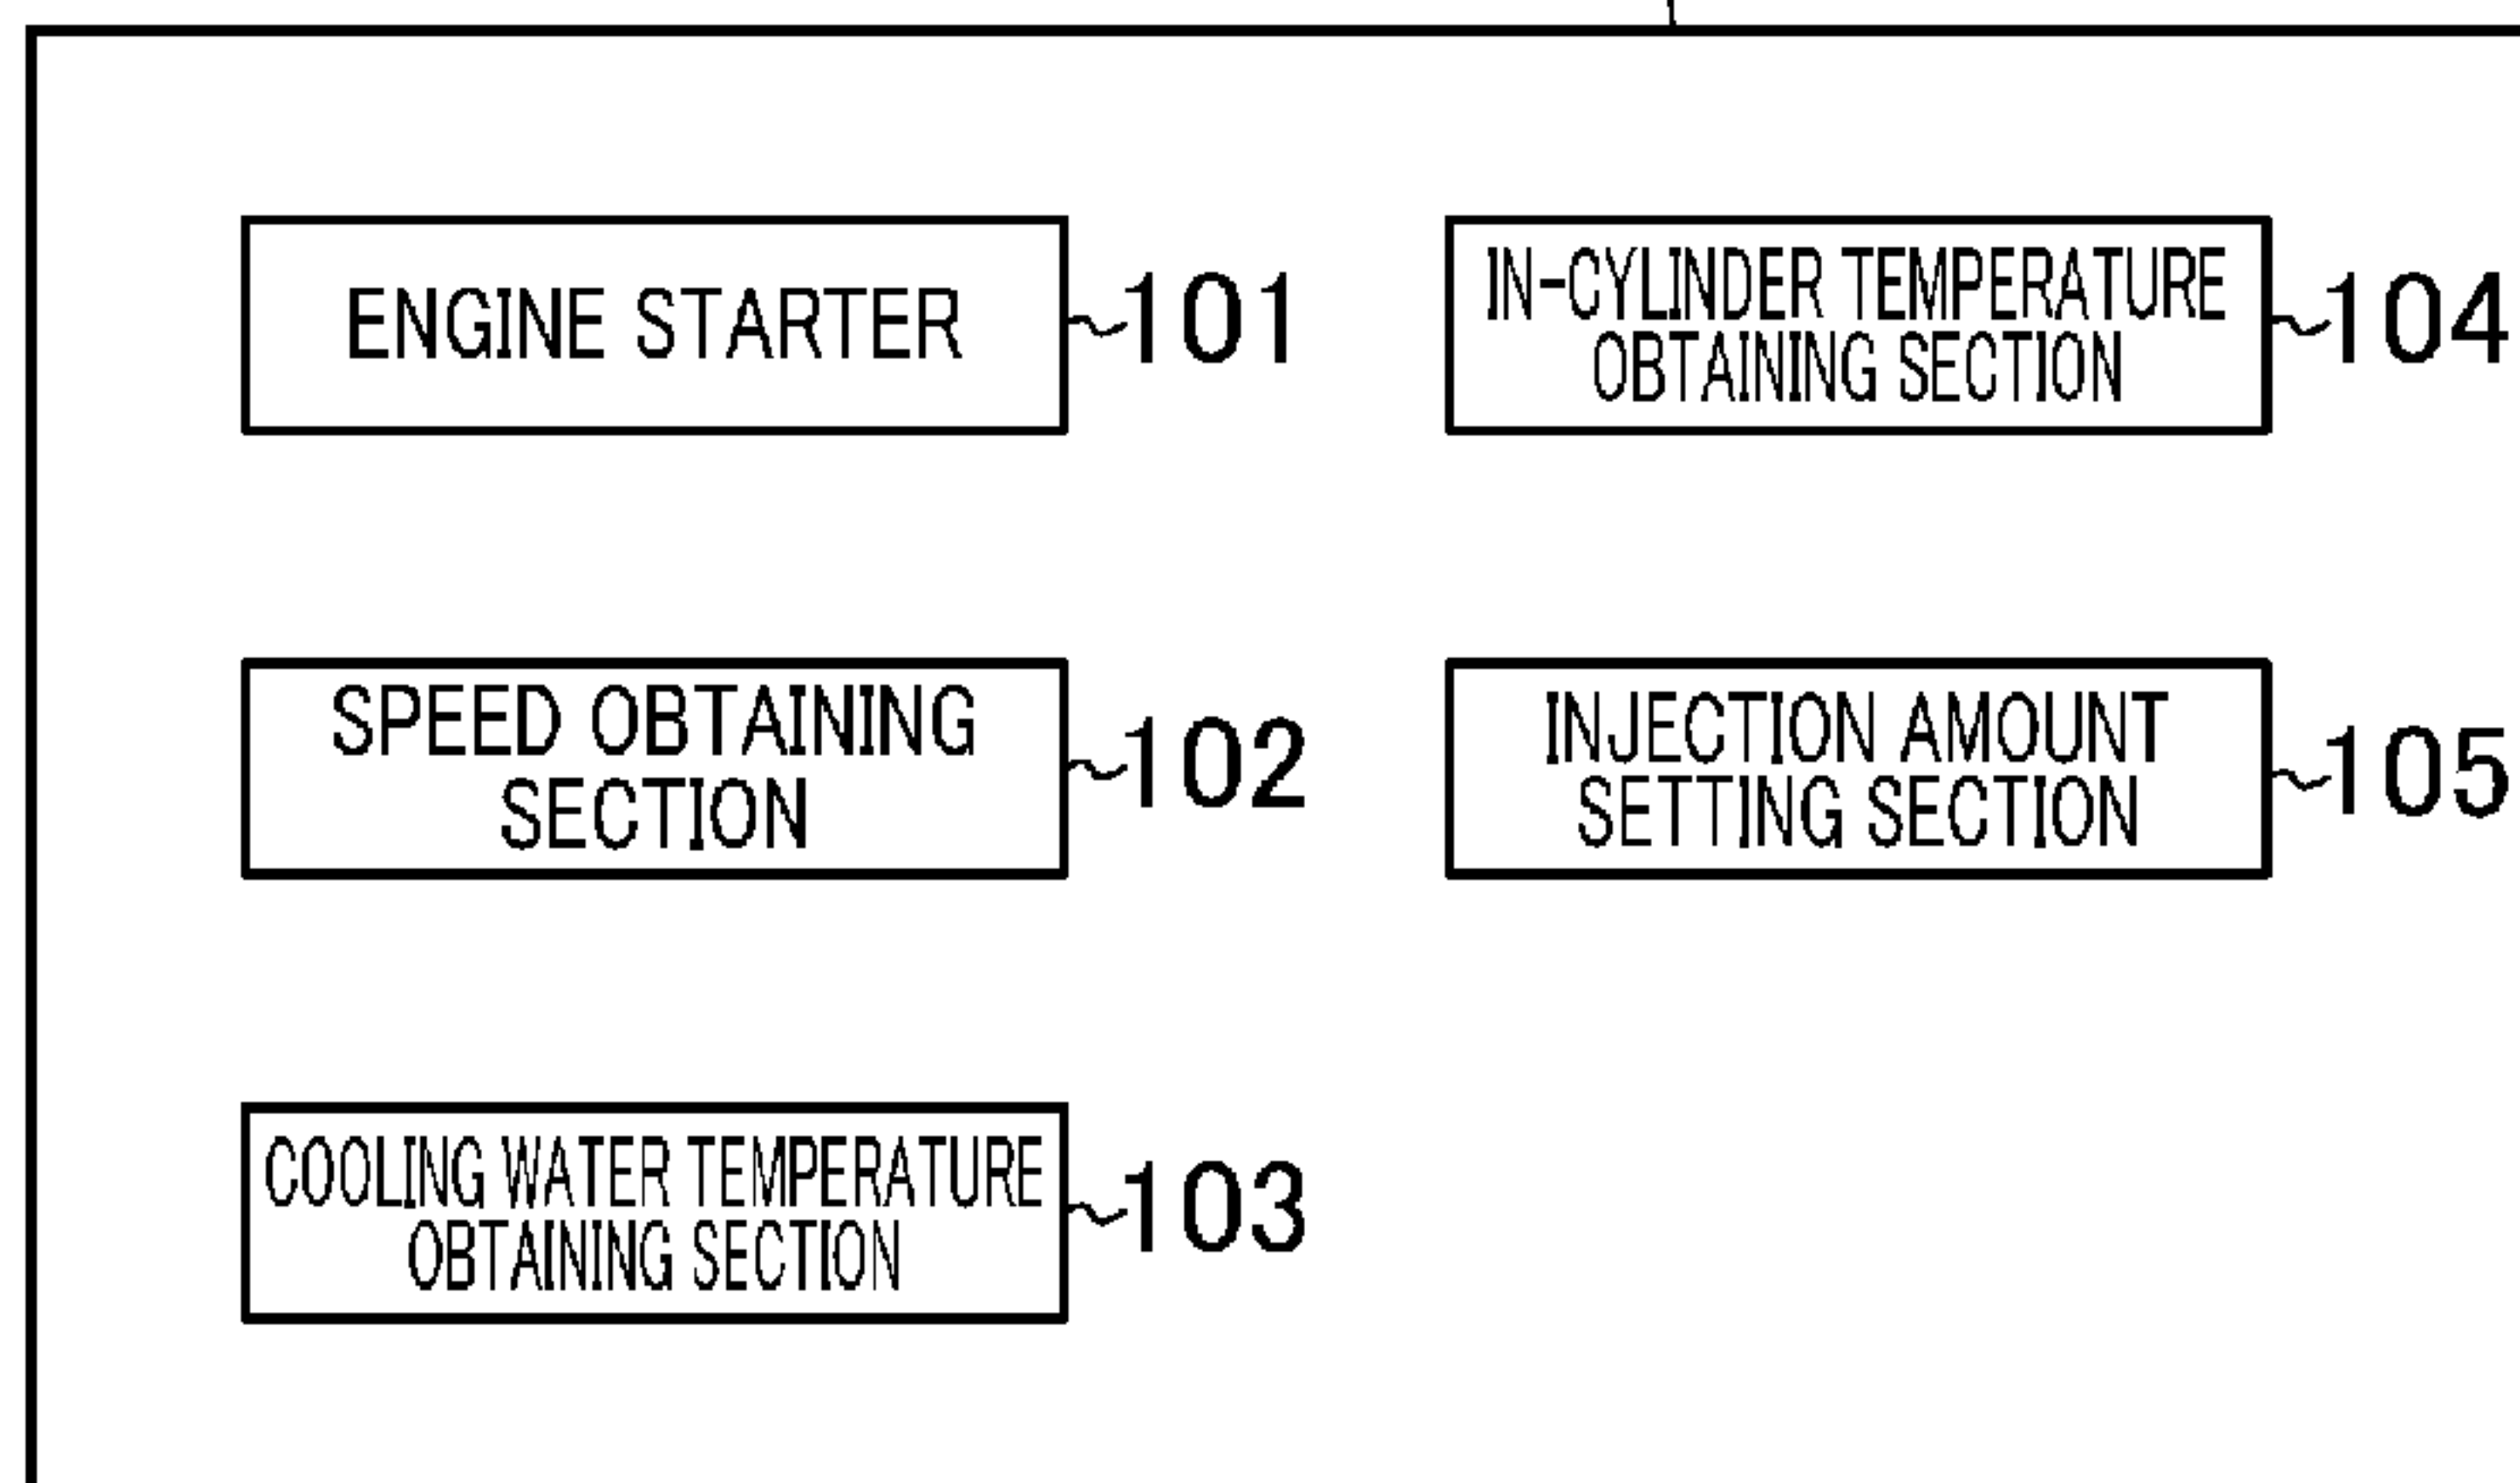 ENGINE STARTER
101
SPEED OBTAINING
SECTION
102
COOLING WATER TEMPERATURE
OBTAINING SECTION
103
IN-CYLINDER TEMPERATURE
OBTAINING SECTION
104
INJECTION AMOUNT
SETTING SECTION
105